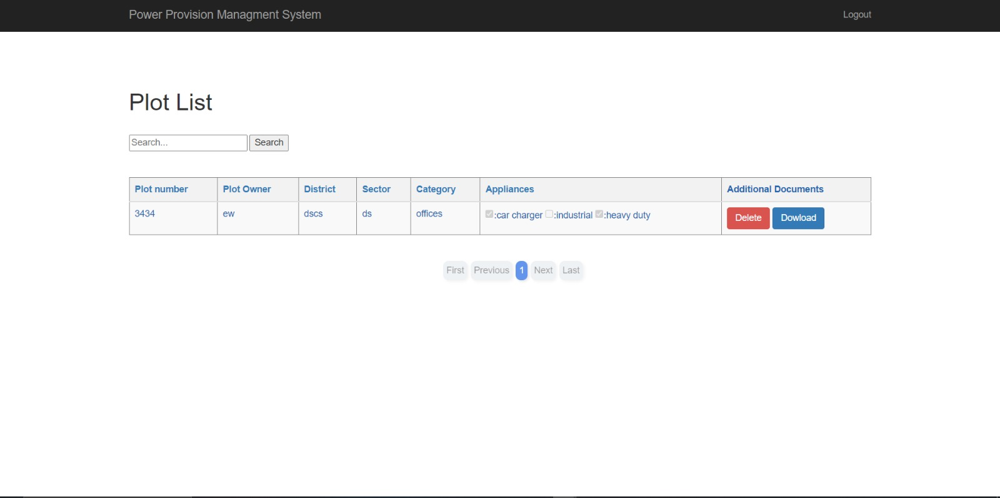 Power Provision Managment System Logout
Plot List
Search... Search
Plot number Plot Owner District Sector Category Appliances Additional Documents
3434 ew dscs ds offices :car charger :industrial :heavy duty Delete Dowload
First Previous 1 Next Last